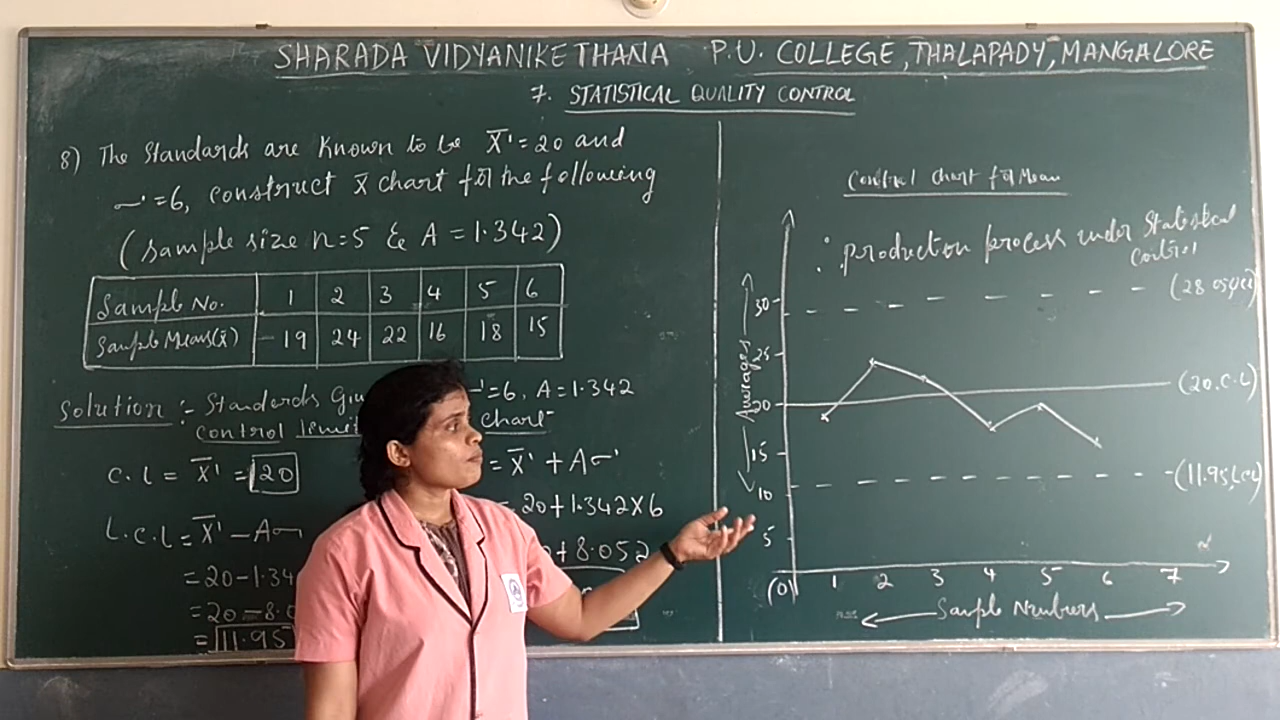 SHARADA VIDYANIKETHANA P.U. COLLEGE, THALAPADY, MANGALORE
7. STATISTICAL QUALITY CONTROL
8) The Standards are Known to be X̄' = 20 and
σ' = 6, construct x̄ chart for the following
(Sample size n = 5 & A = 1.342)
Sample No. 1 2 3 4 5 6
Sample Means(x̄) 19 24 22 16 18 15
Solution :- Standards Giv σ' = 6, A = 1.342
control limit chart
C.L = X̄' = 20
= X̄' + Aσ'
= 20 + 1.342 x 6
+ 8.052
L.C.L = X̄' - Aσ
= 20 - 1.34
= 20 - 8.0
= 11.95
Control chart for Mean
∴ production process under Statistical
control
Averages
30
25
20
15
10
5
(28.05, UCL)
(20, C.L)
(11.95, LCL)
(0) 1 2 3 4 5 6 7
Sample Numbers